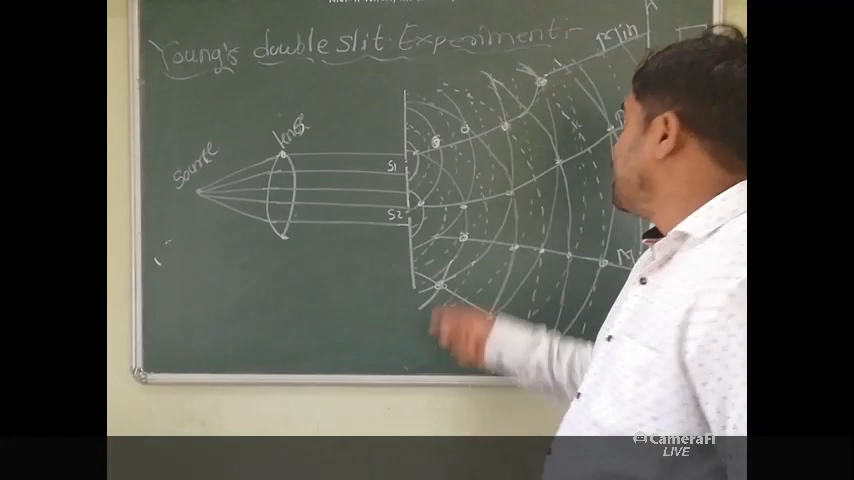 Young's double slit Experiment:-
Min
lens
Source
S1
S2
CameraFI
LIVE